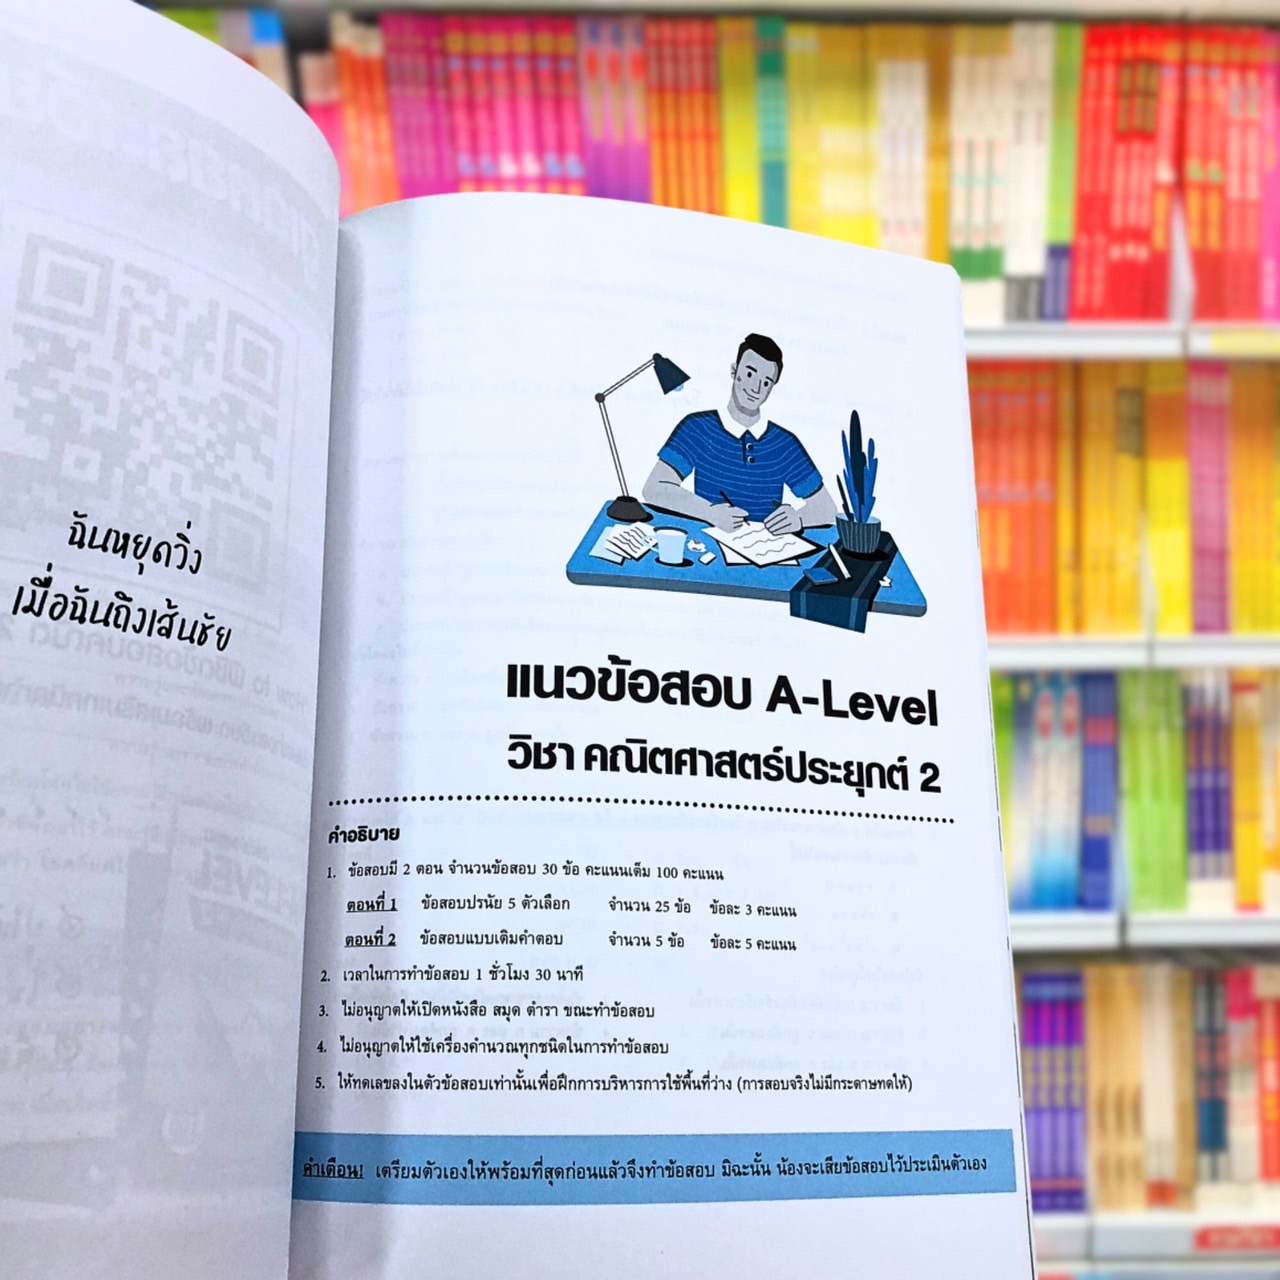 ฉันหยุดวิ่ง
เมื่อฉันถึงเส้นชัย
แนวข้อสอบ A-Level
วิชา คณิตศาสตร์ประยุกต์ 2
คำอธิบาย
1. ข้อสอบมี 2 ตอน จำนวนข้อสอบ 30 ข้อ คะแนนเต็ม 100 คะแนน
ตอนที่ 1 ข้อสอบปรนัย 5 ตัวเลือก จำนวน 25 ข้อ ข้อละ 3 คะแนน
ตอนที่ 2 ข้อสอบแบบเติมคำตอบ จำนวน 5 ข้อ ข้อละ 5 คะแนน
2. เวลาในการทำข้อสอบ 1 ชั่วโมง 30 นาที
3. ไม่อนุญาตให้เปิดหนังสือ สมุด ตำรา ขณะทำข้อสอบ
4. ไม่อนุญาตให้ใช้เครื่องคำนวณทุกชนิดในการทำข้อสอบ
5. ให้ทดเลขลงในตัวข้อสอบเท่านั้นเพื่อฝึกการบริหารการใช้พื้นที่ว่าง (การสอบจริงไม่มีกระดาษทดให้)
คำเตือน! เตรียมตัวเองให้พร้อมที่สุดก่อนแล้วจึงทำข้อสอบ มิฉะนั้น น้องจะเสียข้อสอบไว้ประเมินตัวเอง